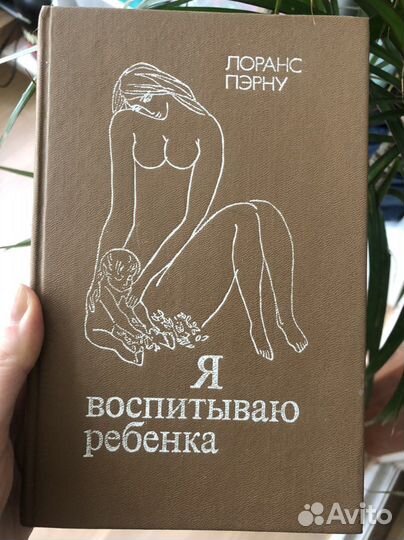 ЛОРАНС
ПЭРНУ
Я
воспитываю
ребенка
Avito